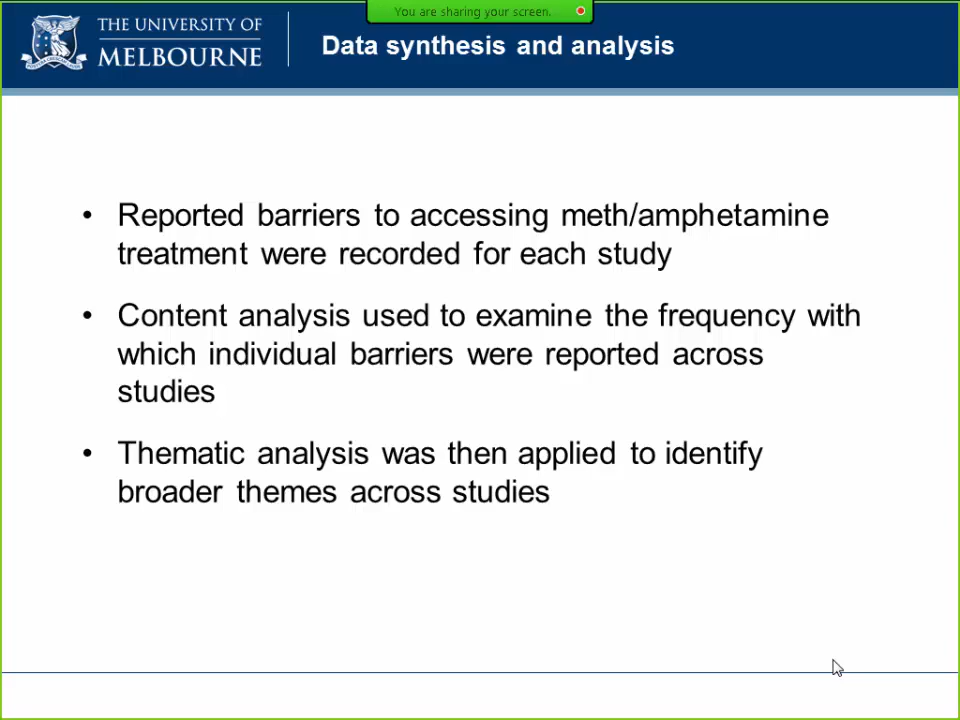 You are sharing your screen.
THE UNIVERSITY OF
MELBOURNE
Data synthesis and analysis
• Reported barriers to accessing meth/amphetamine
treatment were recorded for each study
• Content analysis used to examine the frequency with
which individual barriers were reported across
studies
• Thematic analysis was then applied to identify
broader themes across studies